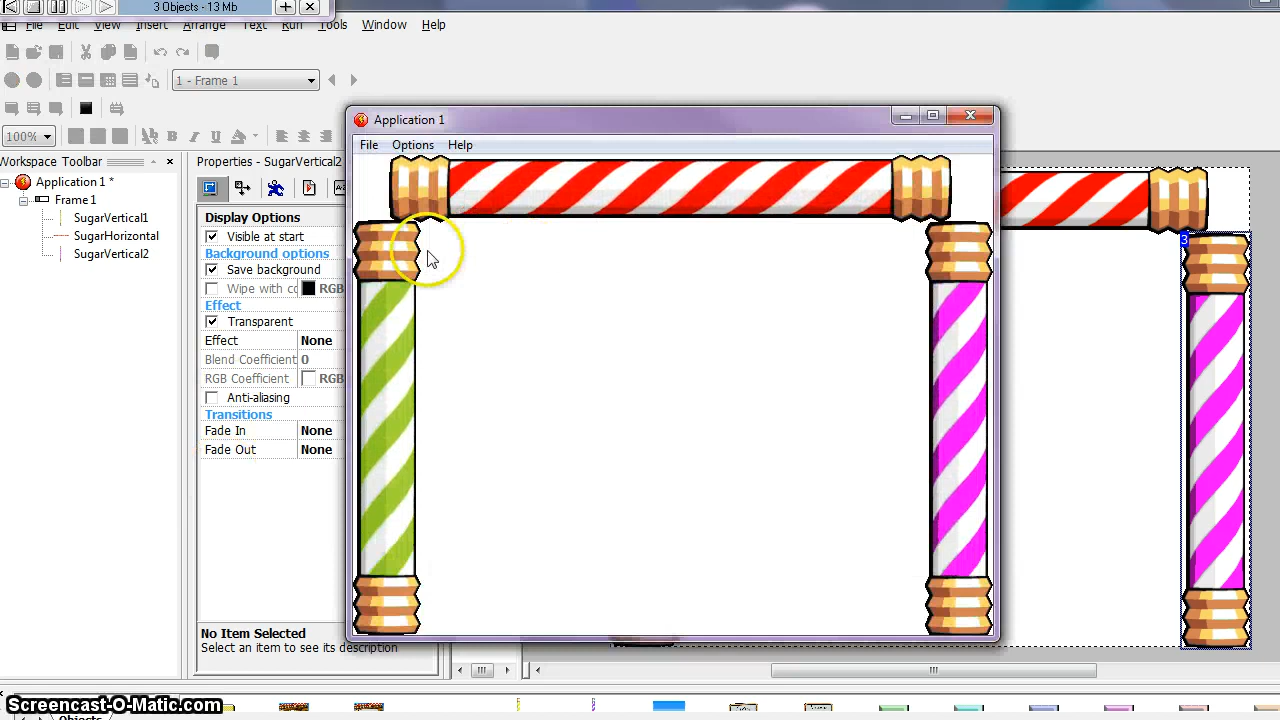 3 Objects - 13 Mb
File Edit View Insert Arrange Text Run Tools Window Help
1 - Frame 1
100%
Workspace Toolbar
Application 1 *
Frame 1
SugarVertical1
SugarHorizontal
SugarVertical2
Properties - SugarVertical2
Display Options
Visible at start
Background options
Save background
Wipe with co RGB
Effect
Transparent
Effect None
Blend Coefficient 0
RGB Coefficient RGB
Anti-aliasing
Transitions
Fade In None
Fade Out None
No Item Selected
Select an item to see its description
Application 1
File Options Help
3
Screencast-O-Matic.com
Objects